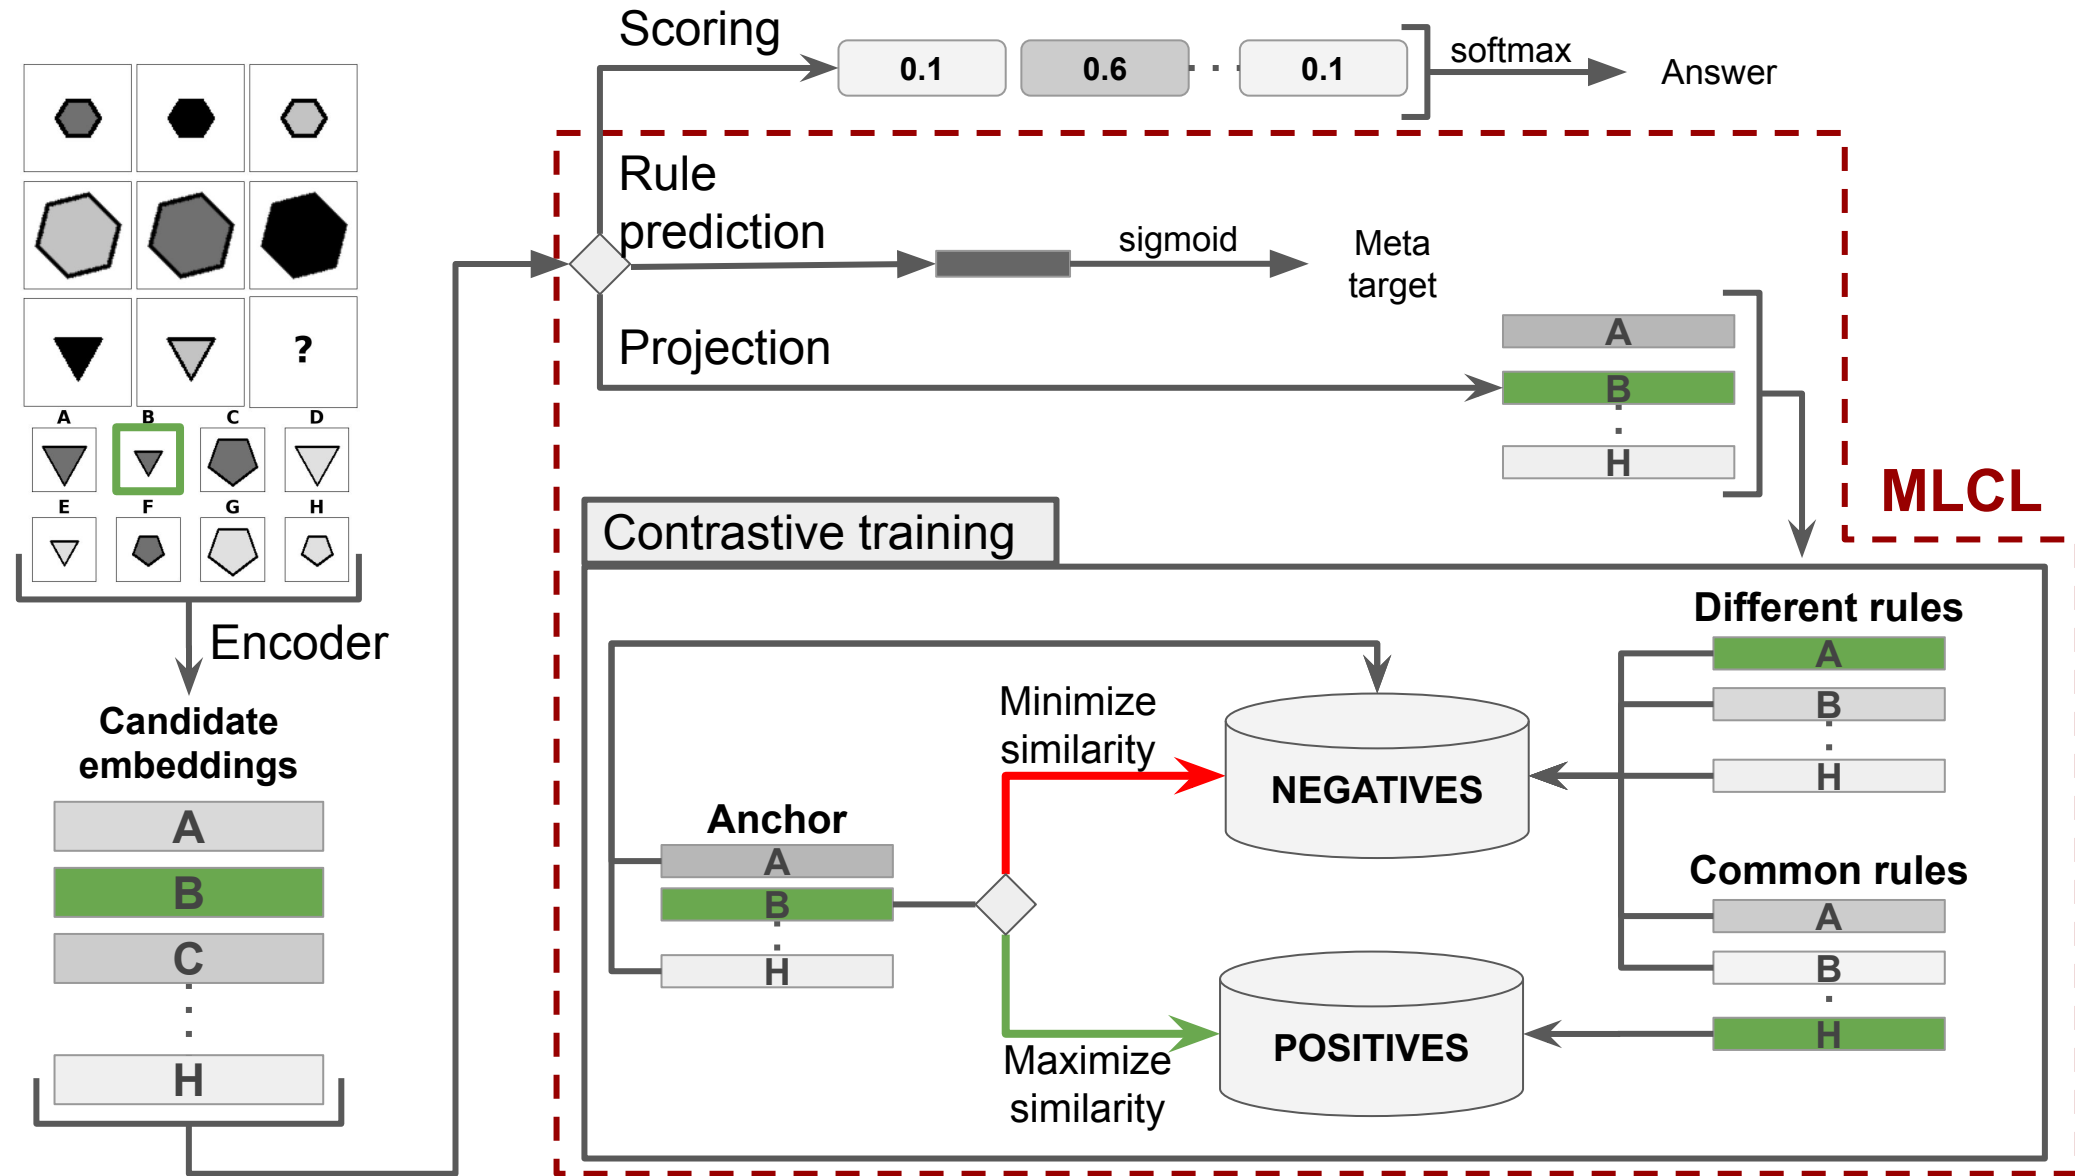 ?
A B C D
E F G H
Encoder
Candidate
embeddings
A
B
C
H
Scoring
0.1 0.6 0.1
softmax
Answer
Rule
prediction
sigmoid
Meta
target
Projection
A
B
H
MLCL
Contrastive training
Different rules
A
B
H
Minimize
similarity
NEGATIVES
Anchor
A
B
H
Common rules
A
B
H
Maximize
similarity
POSITIVES